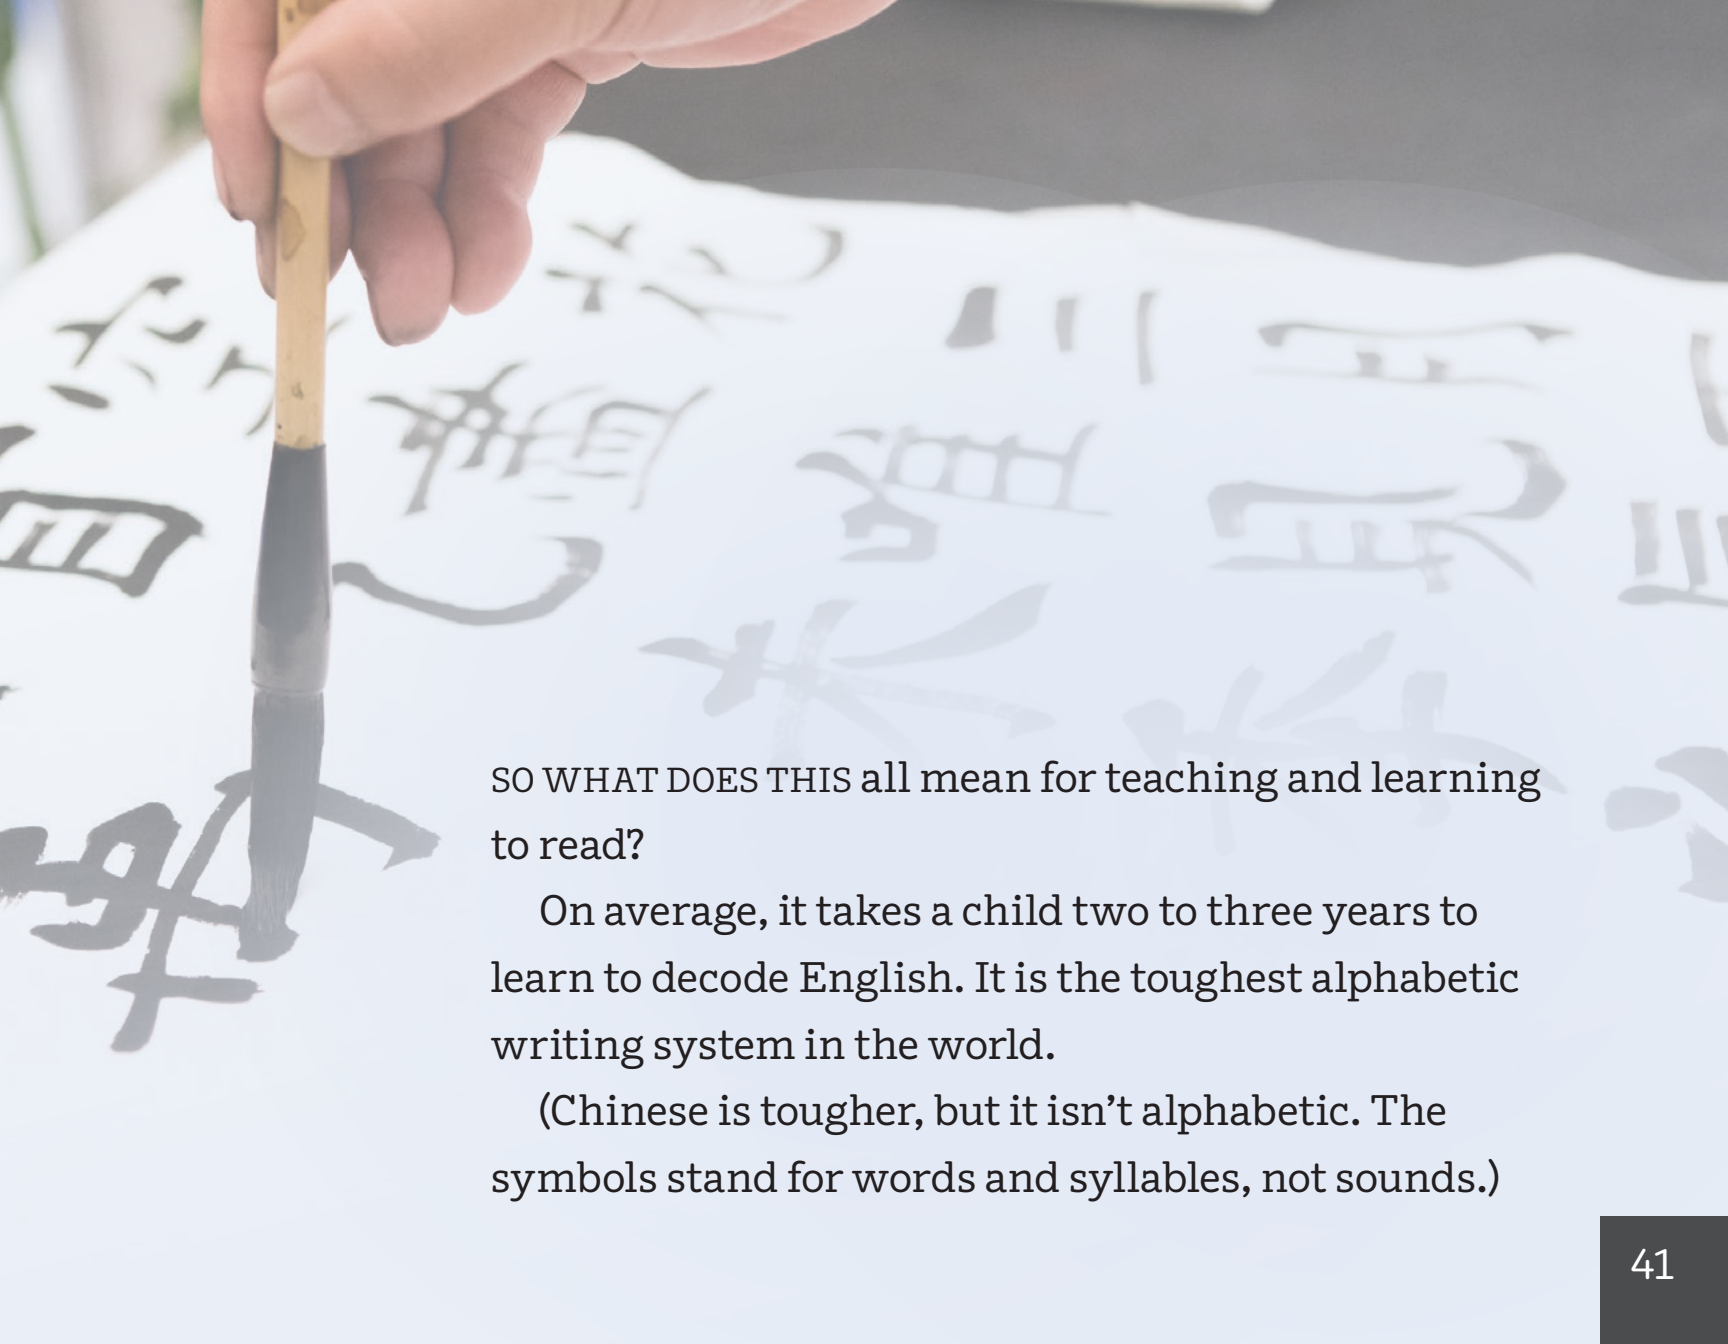 SO WHAT DOES THIS all mean for teaching and learning
to read?
On average, it takes a child two to three years to
learn to decode English. It is the toughest alphabetic
writing system in the world.
(Chinese is tougher, but it isn’t alphabetic. The
symbols stand for words and syllables, not sounds.)
41